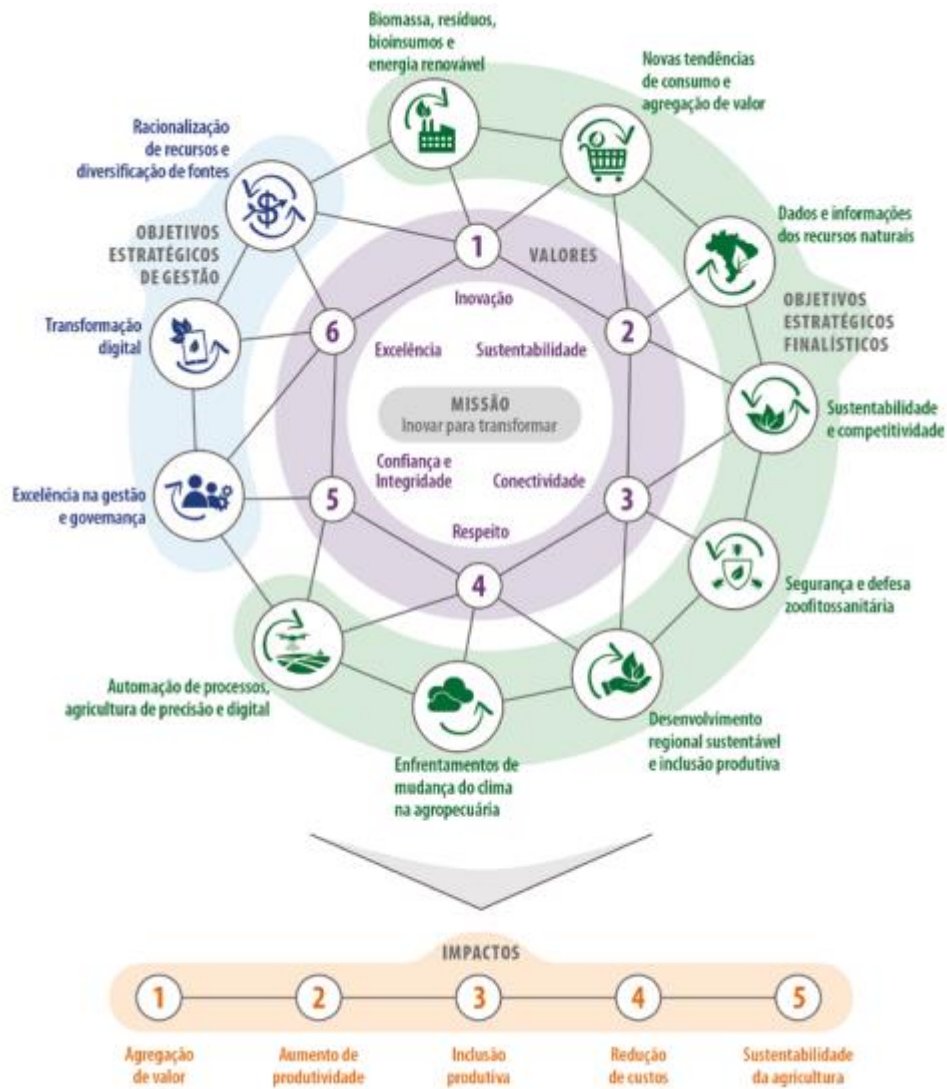 Biomassa, resíduos,
bioinsumos e
energia renovável
Novas tendências
de consumo e
agregação de valor
Racionalização
de recursos e
diversificação de fontes
Dados e informações
dos recursos naturais
OBJETIVOS
ESTRATÉGICOS
DE GESTÃO
1
VALORES
Inovação
OBJETIVOS
ESTRATÉGICOS
FINALÍSTICOS
Transformação
digital
6
2
Excelência
Sustentabilidade
MISSÃO
Inovar para transformar
Sustentabilidade
e competitividade
Confiança e
Integridade
Conectividade
Excelência na gestão
e governança
5
3
Respeito
4
Segurança e defesa
zoofitossanitária
Automação de processos,
agricultura de precisão e digital
Enfrentamentos de
mudança do clima
na agropecuária
Desenvolvimento
regional sustentável
e inclusão produtiva
IMPACTOS
1
2
3
4
5
Agregação
de valor
Aumento de
produtividade
Inclusão
produtiva
Redução
de custos
Sustentabilidade
da agricultura